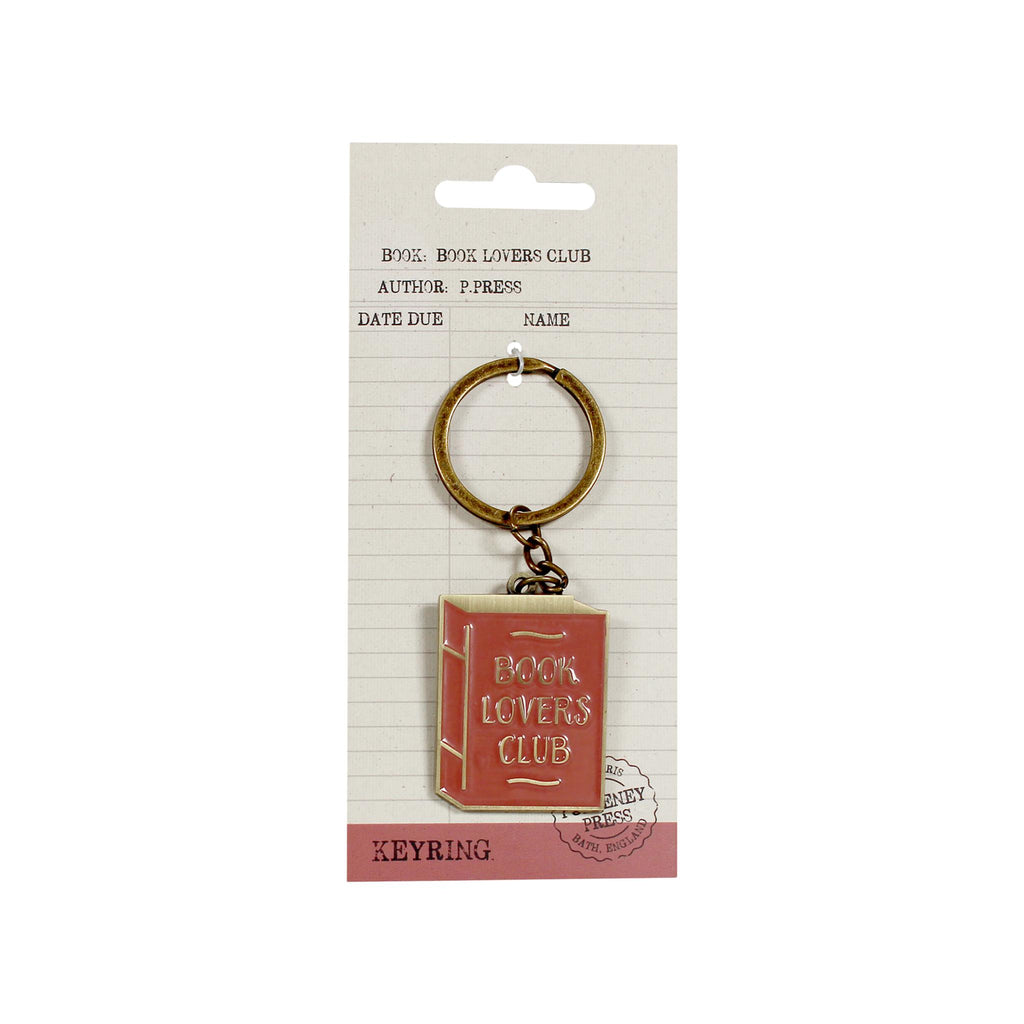 BOOK: BOOK LOVERS CLUB
AUTHOR: P.PRESS
DATE DUE NAME
BOOK
LOVERS
CLUB
PRESS
BATH, ENGLAND
KEYRING